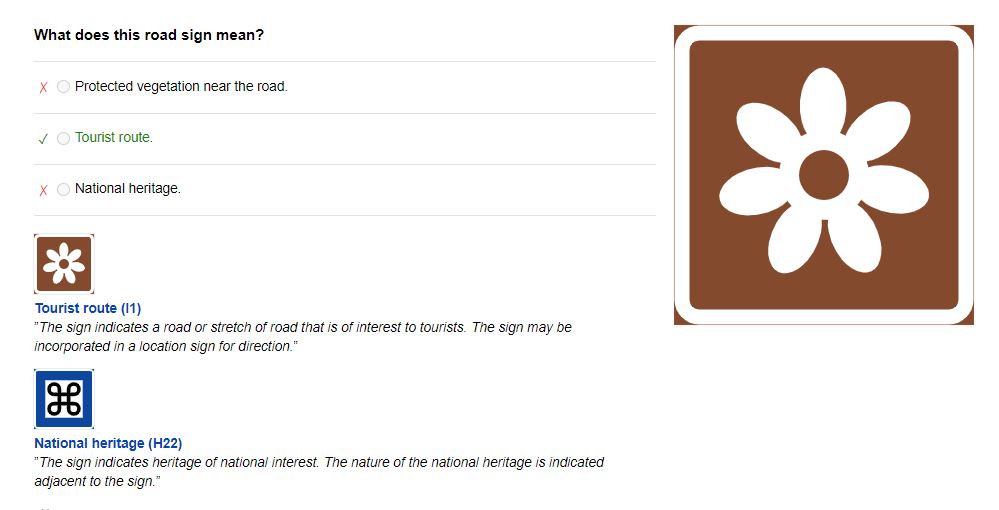 What does this road sign mean?
✗ Protected vegetation near the road.
✓ Tourist route.
✗ National heritage.
Tourist route (I1)
"The sign indicates a road or stretch of road that is of interest to tourists. The sign may be
incorporated in a location sign for direction."
National heritage (H22)
"The sign indicates heritage of national interest. The nature of the national heritage is indicated
adjacent to the sign."